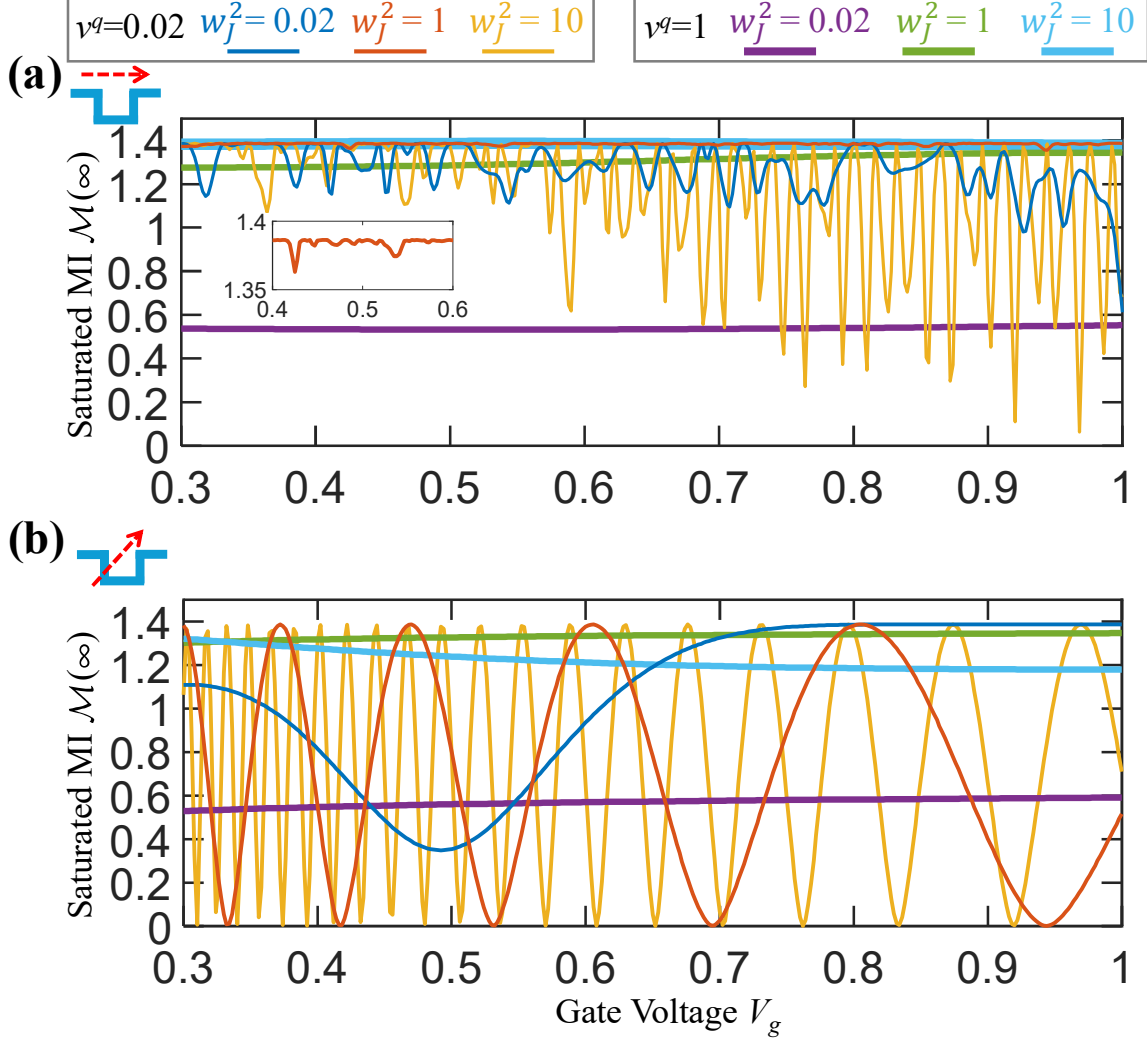 v^q=0.02 w_j^2=0.02 w_j^2=1 w_j^2=10
v^q=1 w_j^2=0.02 w_j^2=1 w_j^2=10
(a)
Saturated MI ℳ(∞)
1.4
1.2
1
0.8
0.6
0.4
0.2
0
1.4
1.35
0.4 0.5 0.6
0.3 0.4 0.5 0.6 0.7 0.8 0.9 1
(b)
Saturated MI ℳ(∞)
1.4
1.2
1
0.8
0.6
0.4
0.2
0
0.3 0.4 0.5 0.6 0.7 0.8 0.9 1
Gate Voltage V_g